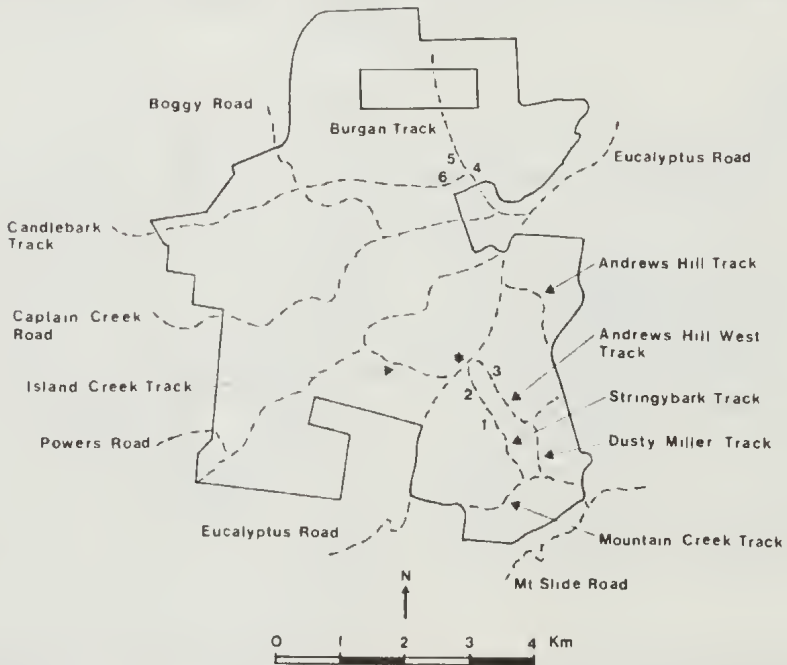 Boggy Road
Burgan Track
5
4
6
Eucalyptus Road
Candlebark
Track
Andrews Hill Track
Captain Creek
Road
Andrews Hill West
Track
3
Island Creek Track
2
Stringybark Track
1
Powers Road
Dusty Miller Track
Eucalyptus Road
Mountain Creek Track
Mt Slide Road
N
0 1 2 3 4 Km